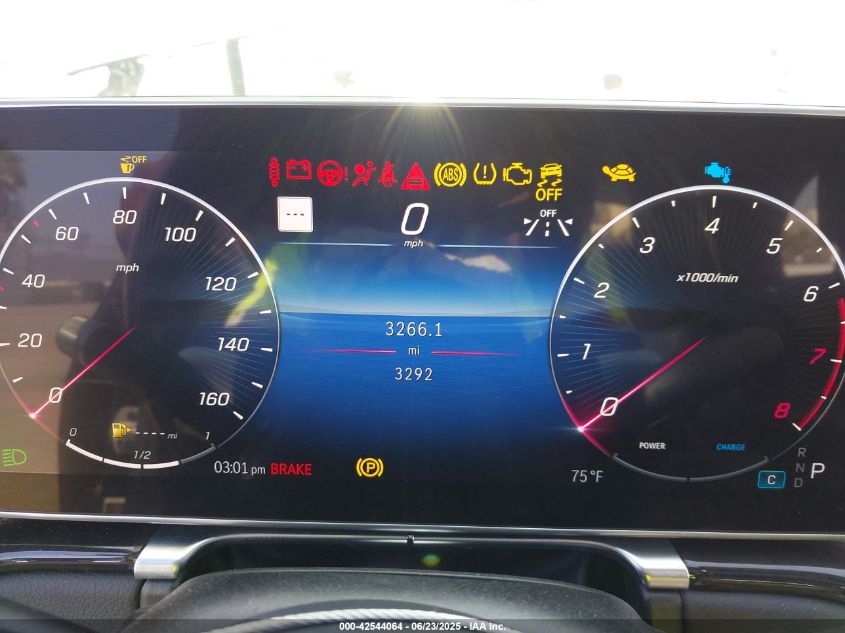 OFF
ABS
!
OFF
---
0
mph
OFF
0 20 40 60 80 100 120 140 160
mph
0 1/2 1
---- mi
3266.1
mi
3292
0 1 2 3 4 5 6 7 8
x1000/min
POWER CHARGE
03:01 pm BRAKE
P
75°F
C
R
N
D
P
000-42544064 - 06/23/2025 - IAA Inc.